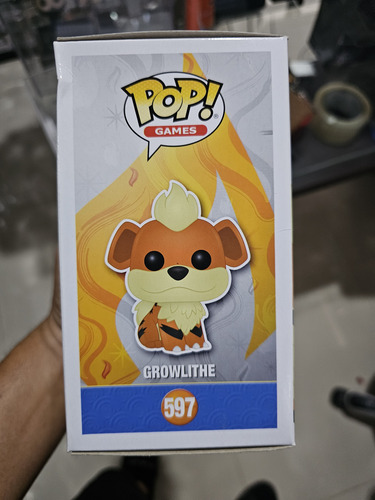 POP!
GAMES
GROWLITHE
597